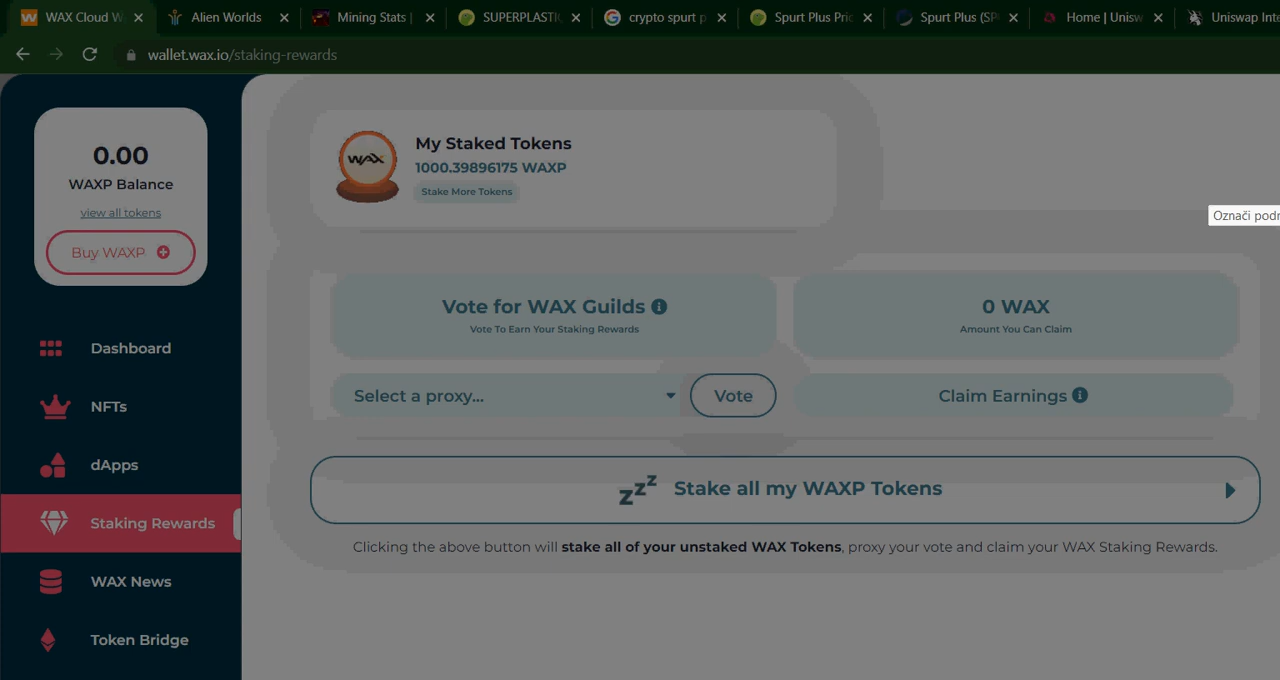 WAX Cloud W
Alien Worlds
Mining Stats |
SUPERPLASTI
crypto spurt p
Spurt Plus Pric
Spurt Plus (SP
Home | Unisw
Uniswap Inte
wallet.wax.io/staking-rewards
0.00
WAXP Balance
view all tokens
Buy WAXP
Dashboard
NFTs
dApps
Staking Rewards
WAX News
Token Bridge
WAX
My Staked Tokens
1000.39896175 WAXP
Stake More Tokens
Označi podr
Vote for WAX Guilds
Vote To Earn Your Staking Rewards
0 WAX
Amount You Can Claim
Select a proxy...
Vote
Claim Earnings
zzz Stake all my WAXP Tokens
Clicking the above button will stake all of your unstaked WAX Tokens, proxy your vote and claim your WAX Staking Rewards.